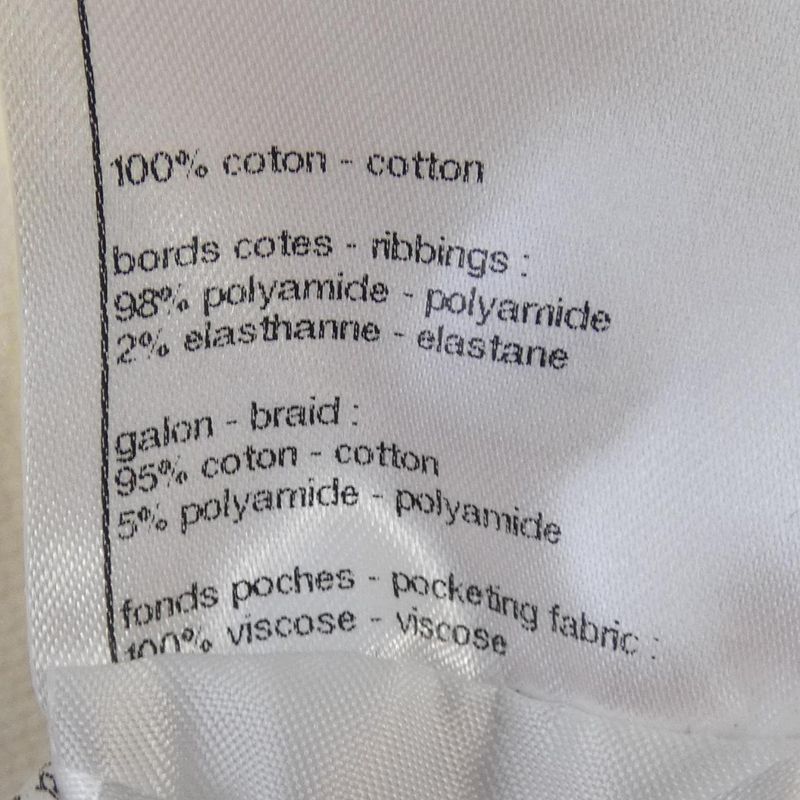 100% coton - cotton
bords cotes - ribbings :
98% polyamide - polyamide
2% elasthanne - elastane
galon - braid :
95% coton - cotton
5% polyamide - polyamide
fonds poches - pocketing fabric :
100% viscose - viscose